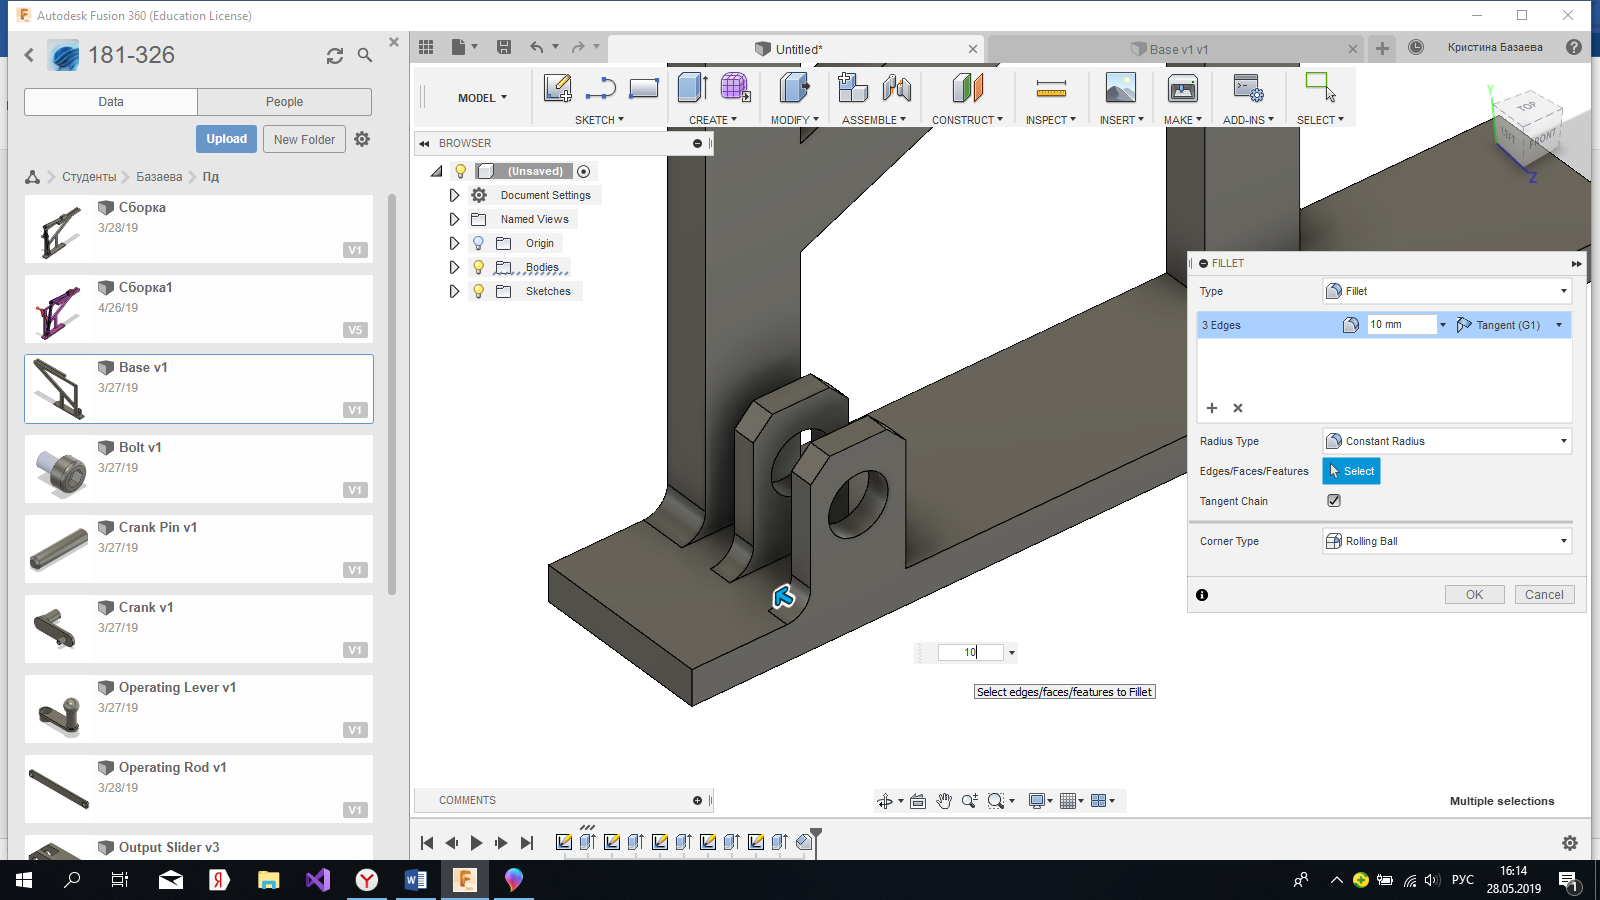 Autodesk Fusion 360 (Education License)
181-326
Data
People
Upload
New Folder
Студенты
Базаева
Пд
Сборка
3/28/19
V1
Сборка1
4/26/19
V5
Base v1
3/27/19
V1
Bolt v1
3/27/19
V1
Crank Pin v1
3/27/19
V1
Crank v1
3/27/19
V1
Operating Lever v1
3/27/19
V1
Operating Rod v1
3/28/19
V1
Output Slider v3
Untitled*
Base v1 v1
Кристина Базаева
MODEL
SKETCH
CREATE
MODIFY
ASSEMBLE
CONSTRUCT
INSPECT
INSERT
MAKE
ADD-INS
SELECT
BROWSER
(Unsaved)
Document Settings
Named Views
Origin
Bodies
Sketches
Y
TOP
LEFT
FRONT
Z
FILLET
Type
Fillet
3 Edges
10 mm
Tangent (G1)
Radius Type
Constant Radius
Edges/Faces/Features
Select
Tangent Chain
Corner Type
Rolling Ball
OK
Cancel
10
Select edges/faces/features to Fillet
COMMENTS
Multiple selections
РУС
16:14
28.05.2019
1